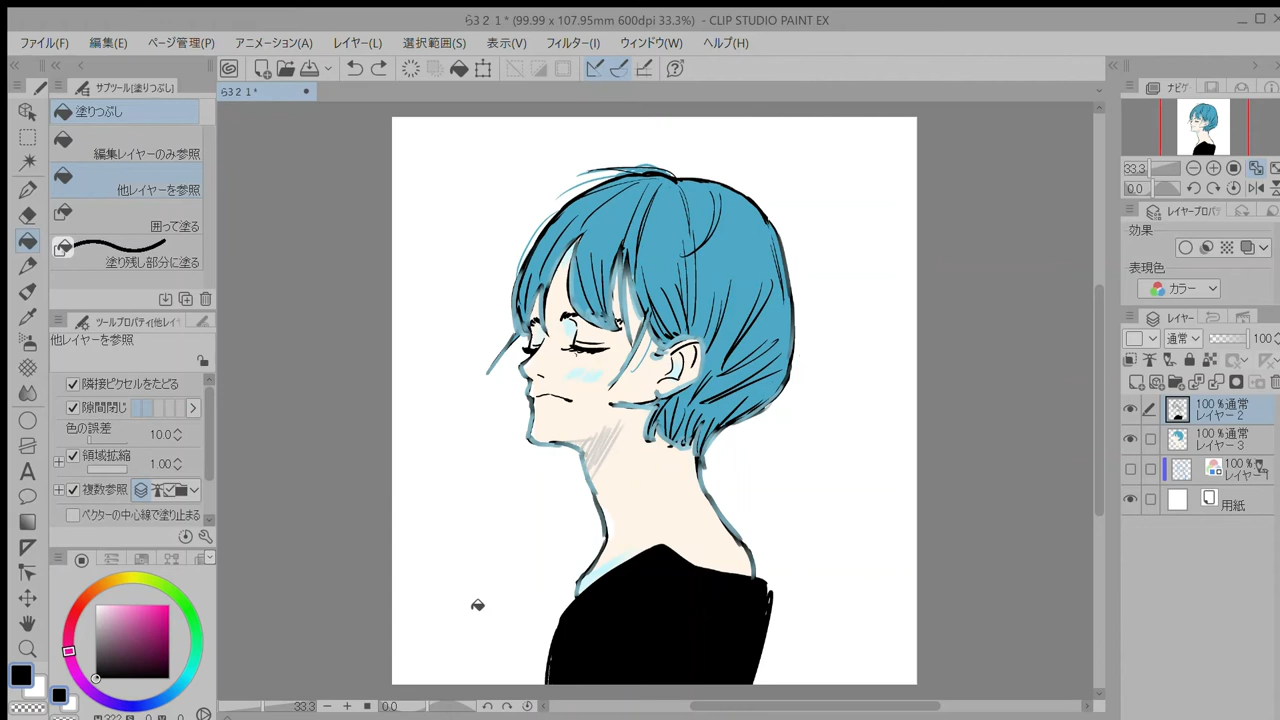 ら3 2 1 * (99.99 x 107.95mm 600dpi 33.3%) - CLIP STUDIO PAINT EX
ファイル(F) 編集(E) ページ管理(P) アニメーション(A) レイヤー(L) 選択範囲(S) 表示(V) フィルター(I) ウィンドウ(W) ヘルプ(H)
サブツール[塗りつぶし]
ら3 2 1 *
塗りつぶし
編集レイヤーのみ参照
他レイヤーを参照
囲って塗る
塗り残し部分に塗る
ツールプロパティ[他レイ
他レイヤーを参照
隣接ピクセルをたどる
隙間閉じ
色の誤差 10.0
領域拡縮 1.00
複数参照
ベクターの中心線で塗り止まる
33.3 0.0
ナビゲ
33.3
0.0
レイヤープロパ
効果
表現色
カラー
レイヤー
通常 100
100 %通常
レイヤー 2
100 %通常
レイヤー 3
100 %
レイヤー 1
用紙